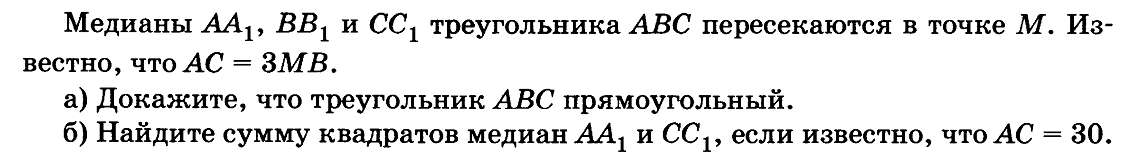 Медианы AA₁, BB₁ и CC₁ треугольника ABC пересекаются в точке M. Из-
вестно, что AC = 3MB.
а) Докажите, что треугольник ABC прямоугольный.
б) Найдите сумму квадратов медиан AA₁ и CC₁, если известно, что AC = 30.